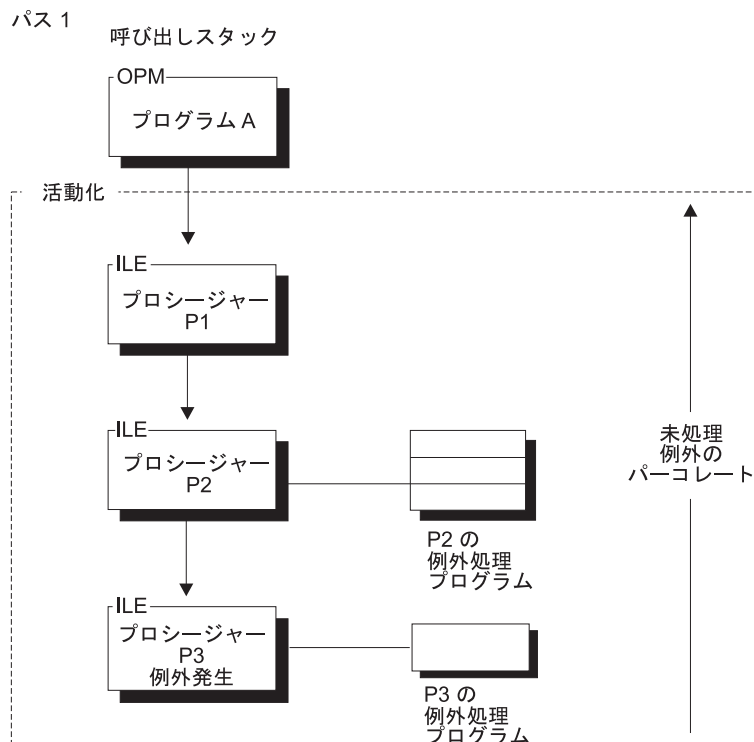 パス 1
呼び出しスタック
OPM
プログラム A
活動化
ILE
プロシージャー
P1
ILE
プロシージャー
P2
P2 の
例外処理
プログラム
未処理
例外の
パーコレート
ILE
プロシージャー
P3
例外発生
P3 の
例外処理
プログラム